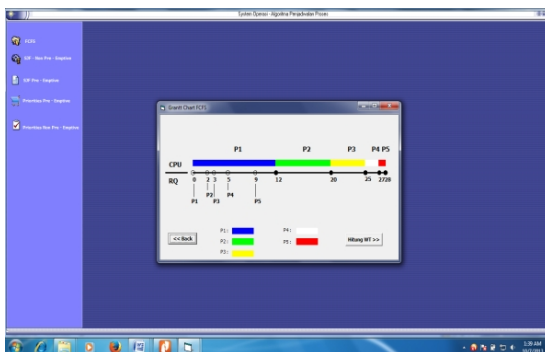 System Operasi - Algoritma Penjadwalan Proses
FCFS
SJF - Non Pre - Emptive
SJF Pre - Emptive
Prioritas Pre - Emptive
Prioritas Non Pre - Emptive
Grantt Chart FCFS
P1 P2 P3 P4 P5
CPU
RQ 0 2 3 5 9 12 20 25 27 28
P1 P2 P3 P4 P5
P1:
P2:
P3:
P4:
P5:
<< Back
Hitung WT >>
1:39 AM